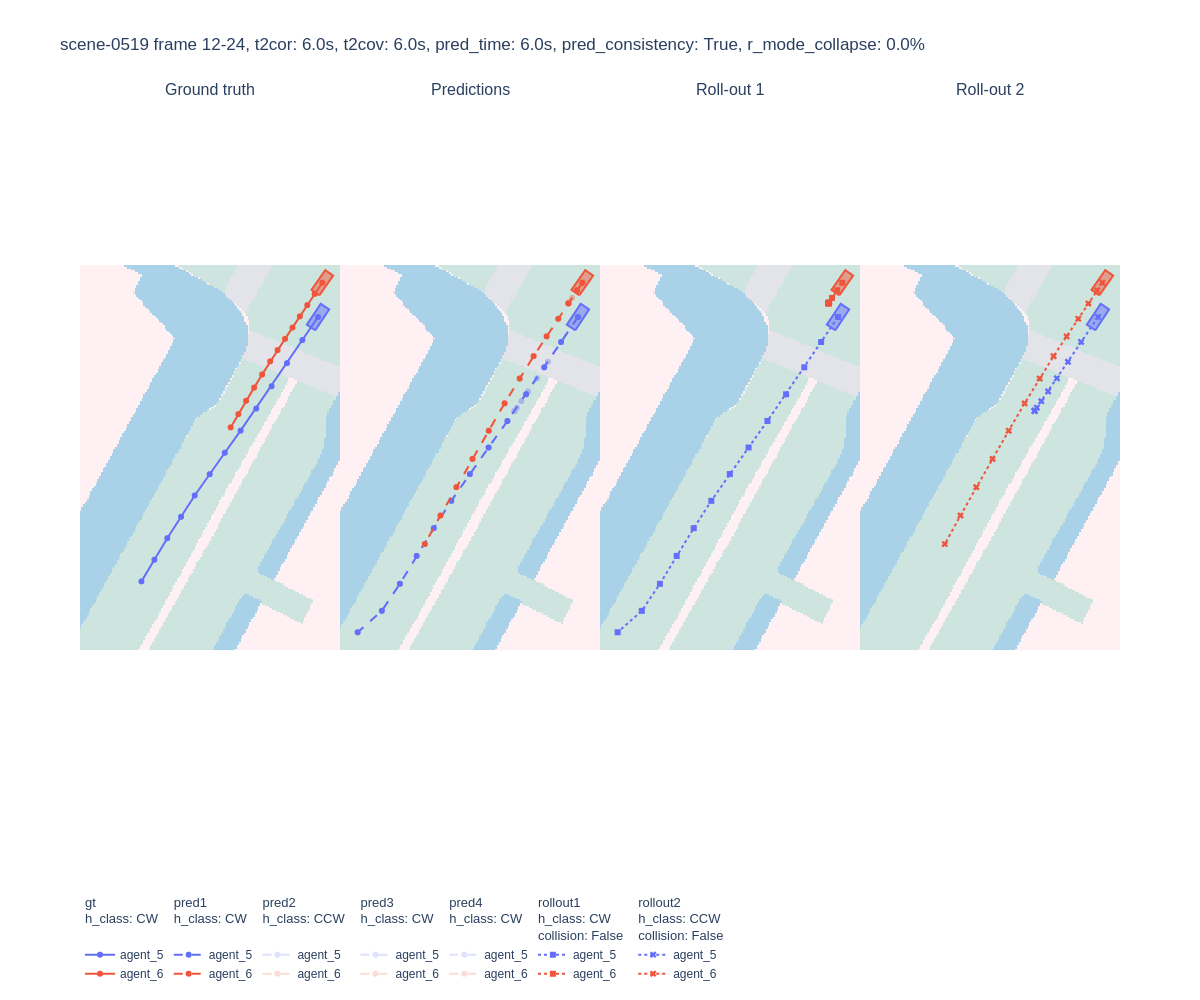 scene-0519 frame 12-24, t2cor: 6.0s, t2cov: 6.0s, pred_time: 6.0s, pred_consistency: True, r_mode_collapse: 0.0%
Ground truth
Predictions
Roll-out 1
Roll-out 2
gt
h_class: CW
agent_5
agent_6
pred1
h_class: CW
agent_5
agent_6
pred2
h_class: CCW
agent_5
agent_6
pred3
h_class: CW
agent_5
agent_6
pred4
h_class: CW
agent_5
agent_6
rollout1
h_class: CW
collision: False
agent_5
agent_6
rollout2
h_class: CCW
collision: False
agent_5
agent_6